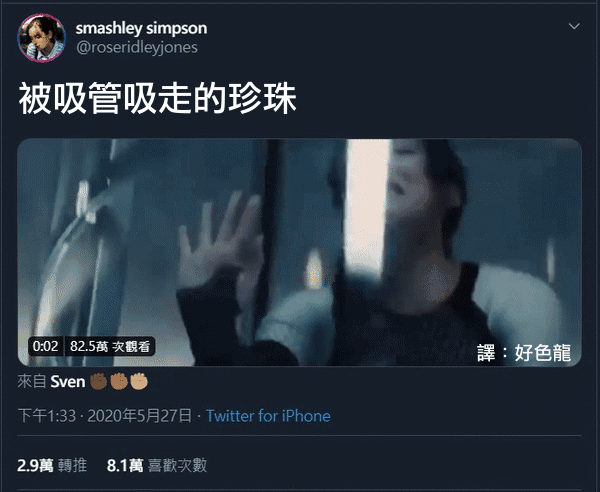 smashley simpson
@roseridleyjones
被吸管吸走的珍珠
0:02 82.5萬 次觀看
譯：好色龍
來自 Sven ✊🏾✊🏽✊🏼
下午1:33 · 2020年5月27日 · Twitter for iPhone
2.9萬 轉推 8.1萬 喜歡次數